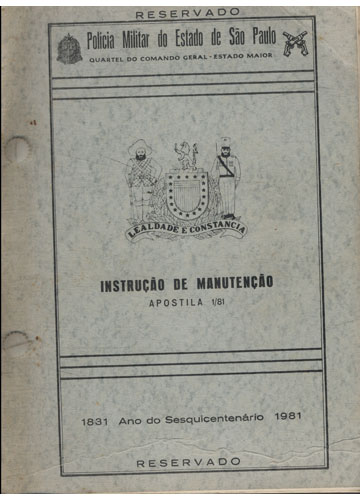 RESERVADO
Polícia Militar do Estado de São Paulo
QUARTEL DO COMANDO GERAL - ESTADO MAIOR
LEALDADE E CONSTANCIA
INSTRUÇÃO DE MANUTENÇÃO
APOSTILA 1/81
1831 Ano do Sesquicentenário 1981
RESERVADO